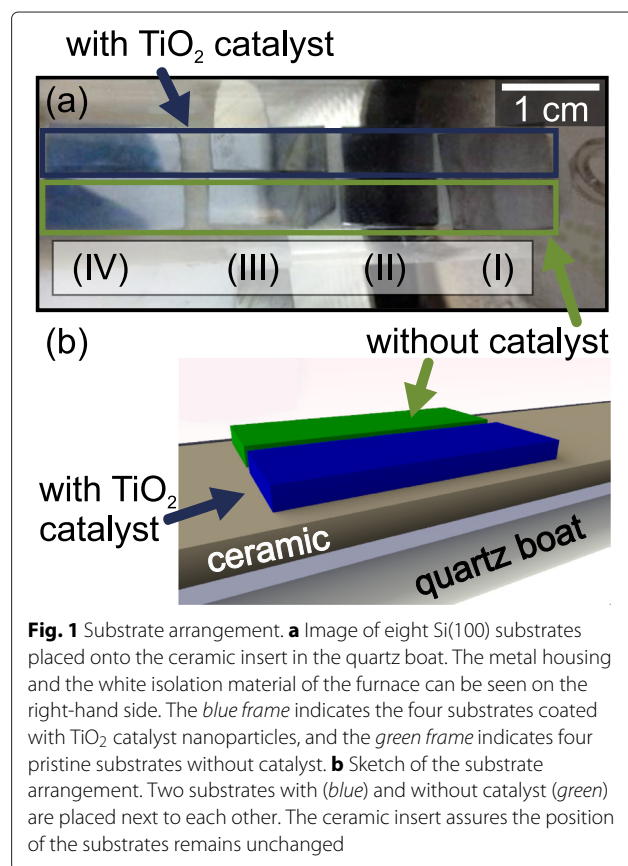 with TiO₂ catalyst
(a)
1 cm
(IV) (III) (II) (I)
(b)
without catalyst
with TiO₂
catalyst
ceramic
quartz boat
Fig. 1 Substrate arrangement. a Image of eight Si(100) substrates
placed onto the ceramic insert in the quartz boat. The metal housing
and the white isolation material of the furnace can be seen on the
right-hand side. The blue frame indicates the four substrates coated
with TiO₂ catalyst nanoparticles, and the green frame indicates four
pristine substrates without catalyst. b Sketch of the substrate
arrangement. Two substrates with (blue) and without catalyst (green)
are placed next to each other. The ceramic insert assures the position
of the substrates remains unchanged